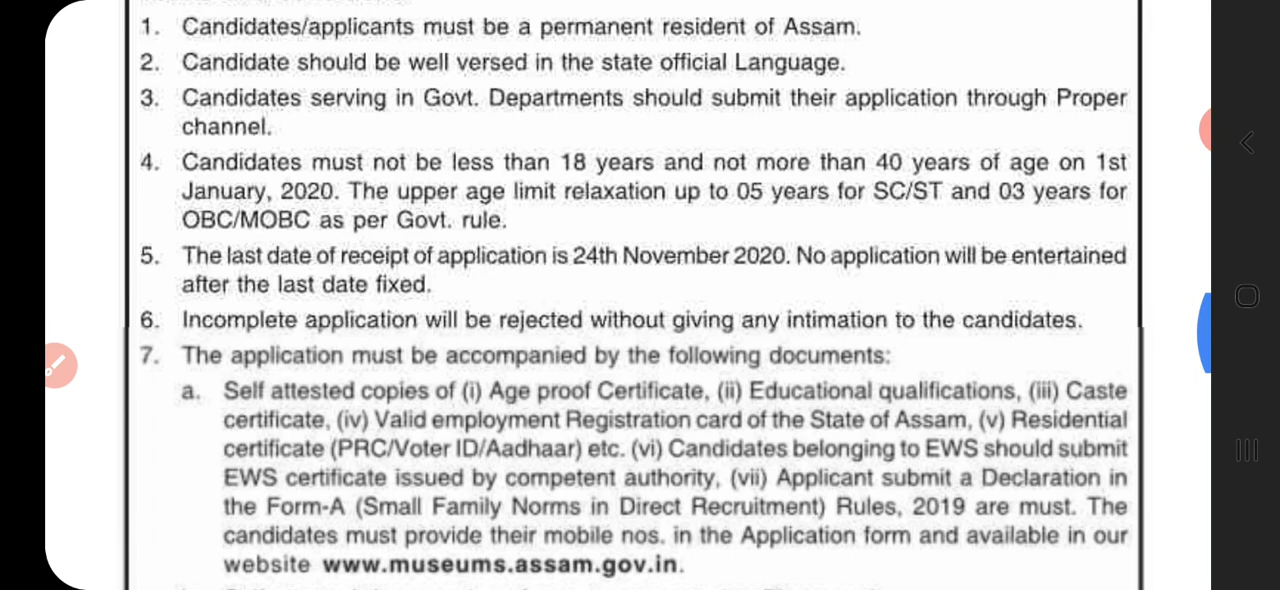 1. Candidates/applicants must be a permanent resident of Assam.
2. Candidate should be well versed in the state official Language.
3. Candidates serving in Govt. Departments should submit their application through Proper
channel.
4. Candidates must not be less than 18 years and not more than 40 years of age on 1st
January, 2020. The upper age limit relaxation up to 05 years for SC/ST and 03 years for
OBC/MOBC as per Govt. rule.
5. The last date of receipt of application is 24th November 2020. No application will be entertained
after the last date fixed.
6. Incomplete application will be rejected without giving any intimation to the candidates.
7. The application must be accompanied by the following documents:
a. Self attested copies of (i) Age proof Certificate, (ii) Educational qualifications, (iii) Caste
certificate, (iv) Valid employment Registration card of the State of Assam, (v) Residential
certificate (PRC/Voter ID/Aadhaar) etc. (vi) Candidates belonging to EWS should submit
EWS certificate issued by competent authority, (vii) Applicant submit a Declaration in
the Form-A (Small Family Norms in Direct Recruitment) Rules, 2019 are must. The
candidates must provide their mobile nos. in the Application form and available in our
website www.museums.assam.gov.in.